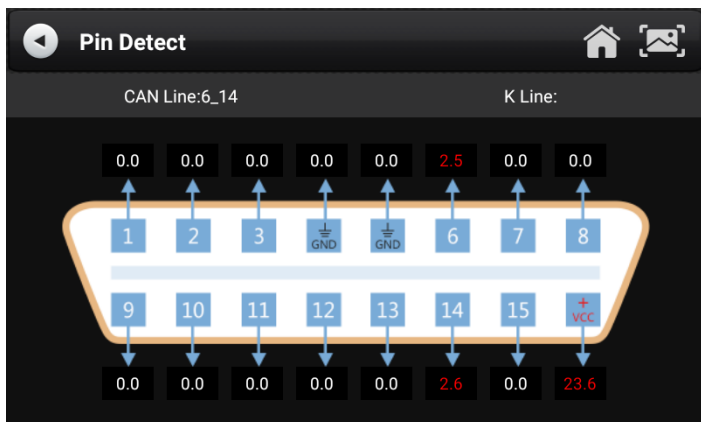 Pin Detect
CAN Line:6_14 K Line:
0.0 0.0 0.0 0.0 0.0 2.5 0.0 0.0
1 2 3 GND GND 6 7 8
9 10 11 12 13 14 15 + VCC
0.0 0.0 0.0 0.0 0.0 2.6 0.0 23.6